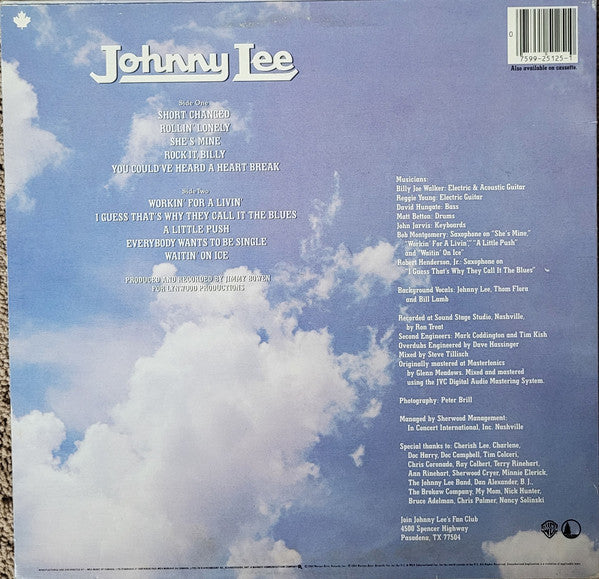 Johnny Lee
0
7599-25125-1
Also available on cassette.
Side One
SHORT CHANGED
ROLLIN' LONELY
SHE'S MINE
ROCK IT, BILLY
YOU COULD'VE HEARD A HEART BREAK
Side Two
WORKIN' FOR A LIVIN'
I GUESS THAT'S WHY THEY CALL IT THE BLUES
A LITTLE PUSH
EVERYBODY WANTS TO BE SINGLE
WAITIN' ON ICE
PRODUCED AND RECORDED BY JIMMY BOWEN
FOR LYNWOOD PRODUCTIONS
Musicians:
Billy Joe Walker: Electric & Acoustic Guitar
Reggie Young: Electric Guitar
David Hungate: Bass
Matt Betton: Drums
John Jarvis: Keyboards
Bob Montgomery: Saxophone on "She's Mine,"
"Workin' For A Livin'," "A Little Push"
and "Waitin' On Ice"
Robert Henderson, Jr.: Saxophone on
"I Guess That's Why They Call It The Blues"
Background Vocals: Johnny Lee, Thom Flora
and Bill Lamb
Recorded at Sound Stage Studio, Nashville,
by Ron Treat
Second Engineers: Mark Coddington and Tim Kish
Overdubs Engineered by Dave Hassinger
Mixed by Steve Tillisch
Originally mastered at Masterfonics
by Glenn Meadows. Mixed and mastered
using the JVC Digital Audio Mastering System.
Photography: Peter Brill
Managed by Sherwood Management:
In Concert International, Inc. Nashville
Special thanks to: Cherish Lee, Charlene,
Doc Harry, Doc Campbell, Tim Colceri,
Chris Coronado, Ray Colbert, Terry Rinehart,
Ann Rinehart, Sherwood Cryer, Minnie Elerick,
The Johnny Lee Band, Dan Alexander, B. J.,
The Brokaw Company, My Mom, Nick Hunter,
Bruce Adelman, Chris Palmer, Nancy Solinski
Join Johnny Lee's Fan Club
4500 Spencer Highway
Pasadena, TX 77504